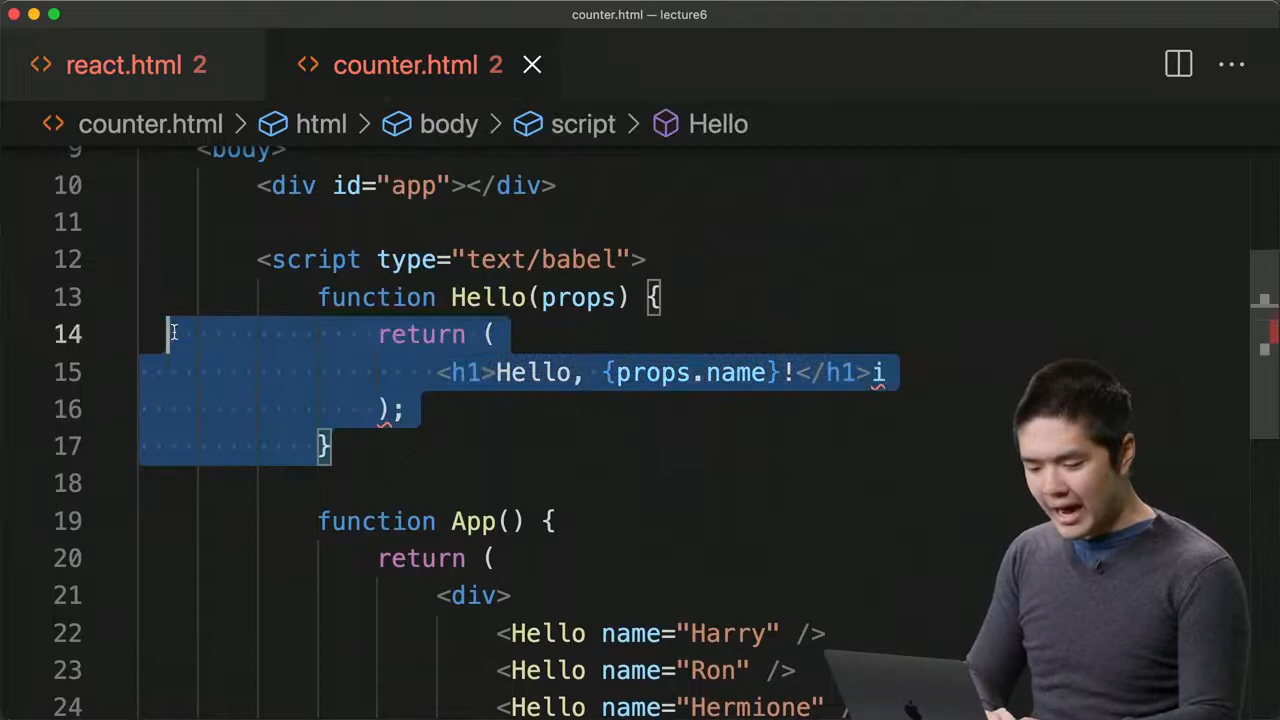 counter.html — lecture6
react.html 2 counter.html 2
counter.html > html > body > script > Hello
9 <body>
10 <div id="app"></div>
11
12 <script type="text/babel">
13 function Hello(props) {
14 return (
15 <h1>Hello, {props.name}!</h1>i
16 );
17 }
18
19 function App() {
20 return (
21 <div>
22 <Hello name="Harry" />
23 <Hello name="Ron" />
24 <Hello name="Hermione" /